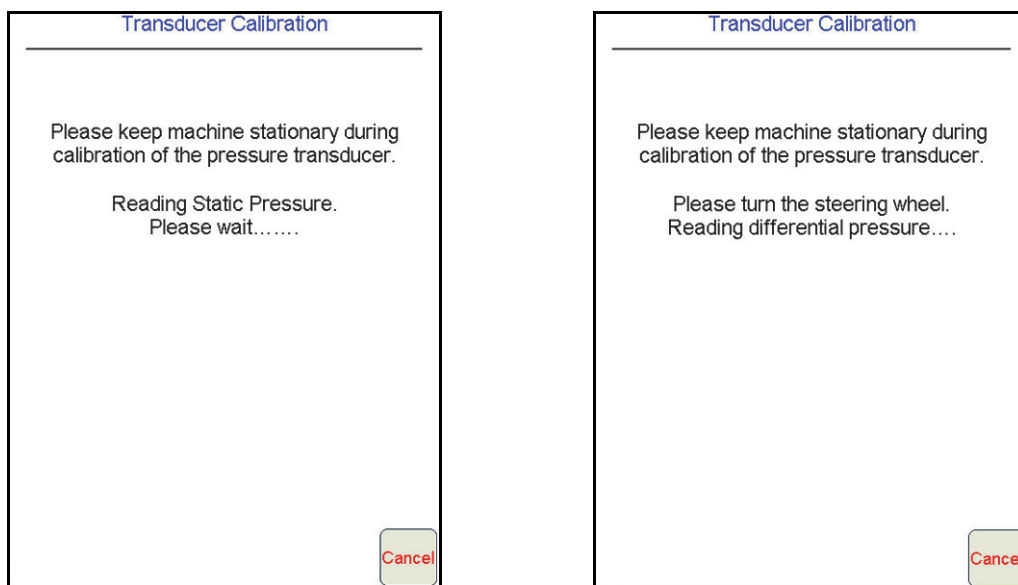 Transducer Calibration
Please keep machine stationary during
calibration of the pressure transducer.
Reading Static Pressure.
Please wait.......
Cancel
Transducer Calibration
Please keep machine stationary during
calibration of the pressure transducer.
Please turn the steering wheel.
Reading differential pressure....
Cance